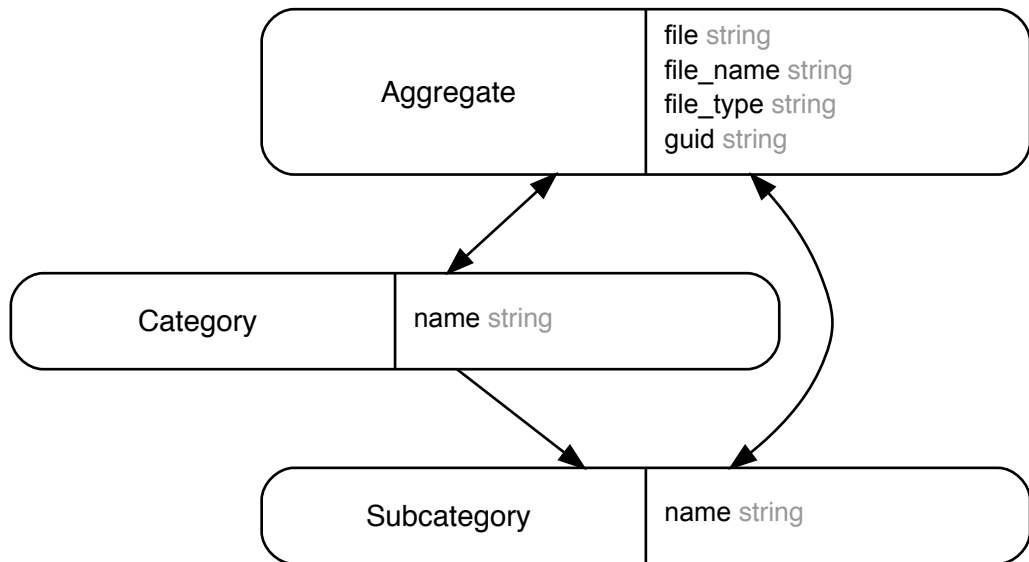 Aggregate
file string
file_name string
file_type string
guid string
Category
name string
Subcategory
name string